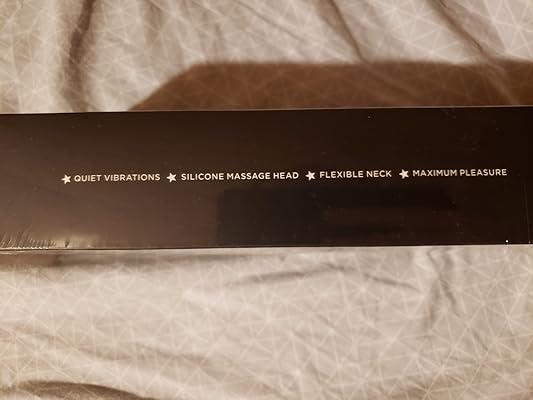 ★ QUIET VIBRATIONS ★ SILICONE MASSAGE HEAD ★ FLEXIBLE NECK ★ MAXIMUM PLEASURE